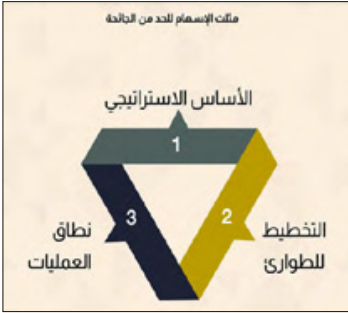 مثلث الإسهام للحد من الجائحة
الأساس الاستراتيجي
1
2
التخطيط
للطوارئ
3
نطاق
العمليات